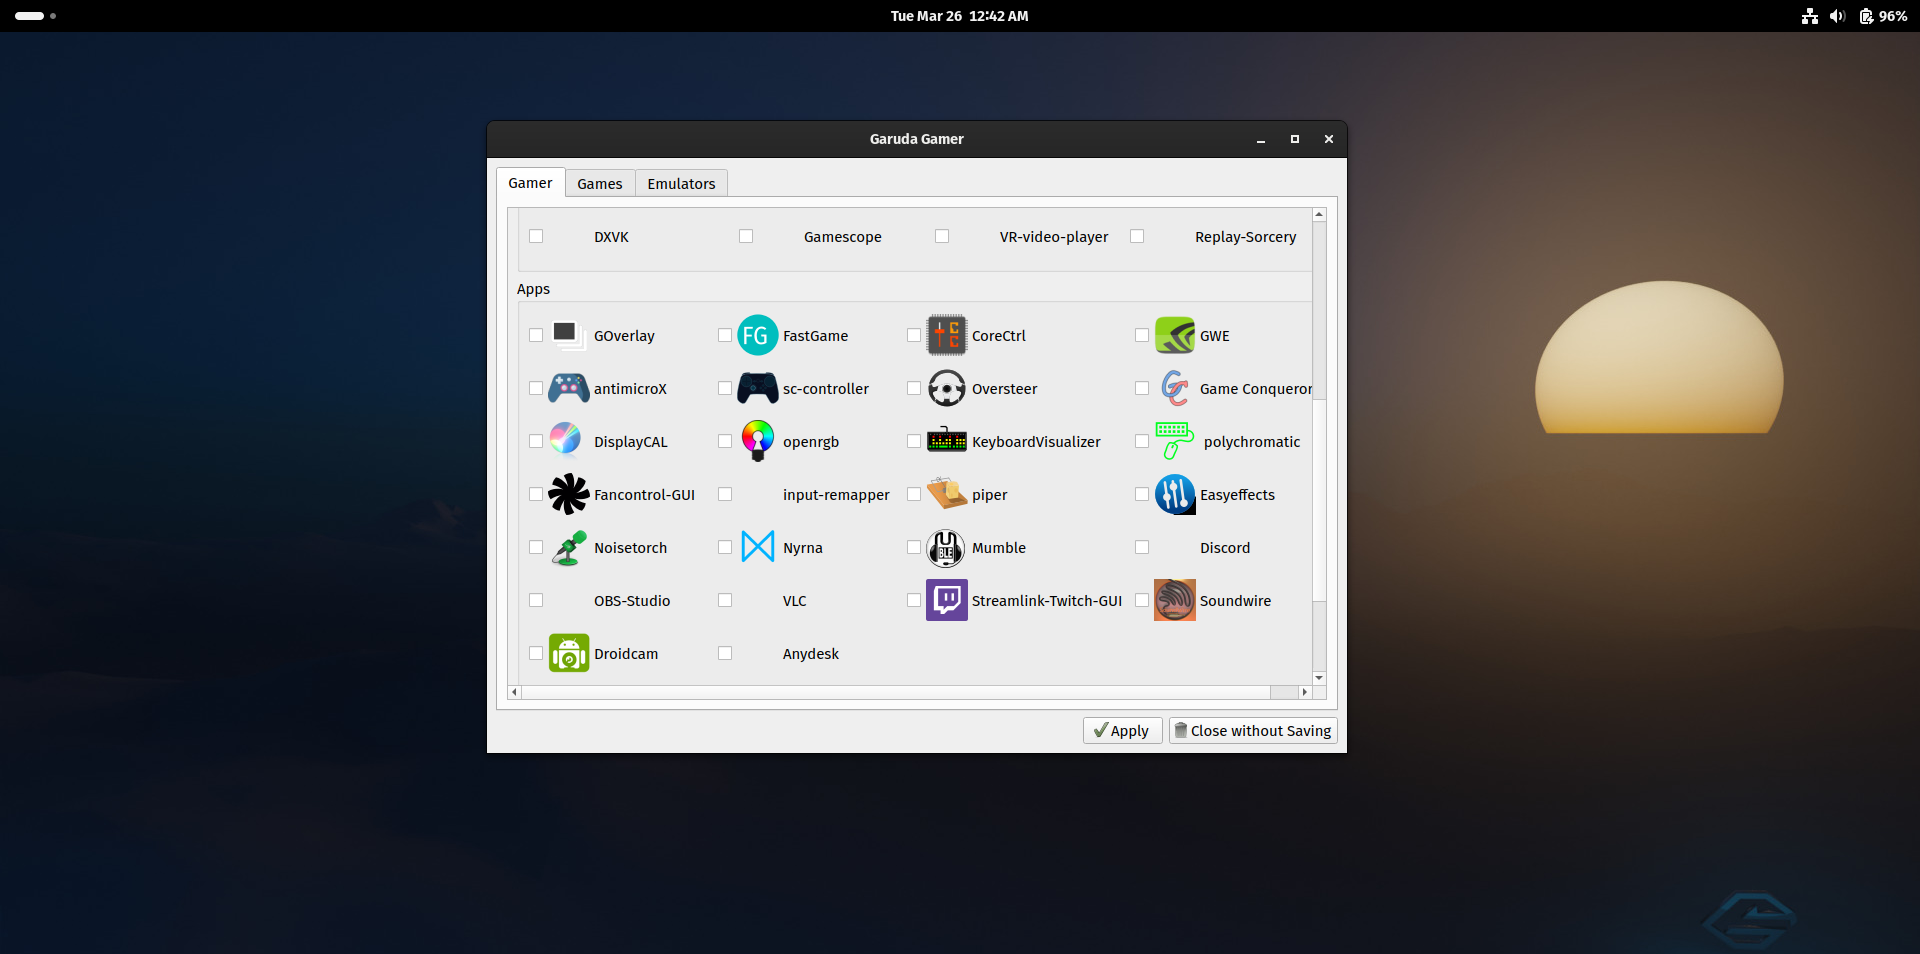 Tue Mar 26 12:42 AM
96%
Garuda Gamer
Gamer Games Emulators
DXVK Gamescope VR-video-player Replay-Sorcery
Apps
GOverlay FG FastGame CoreCtrl GWE
antimicroX sc-controller Oversteer Game Conqueror
DisplayCAL openrgb KeyboardVisualizer polychromatic
Fancontrol-GUI input-remapper piper Easyeffects
Noisetorch Nyrna BLE Mumble Discord
OBS-Studio VLC Streamlink-Twitch-GUI Soundwire
Droidcam Anydesk
Apply Close without Saving